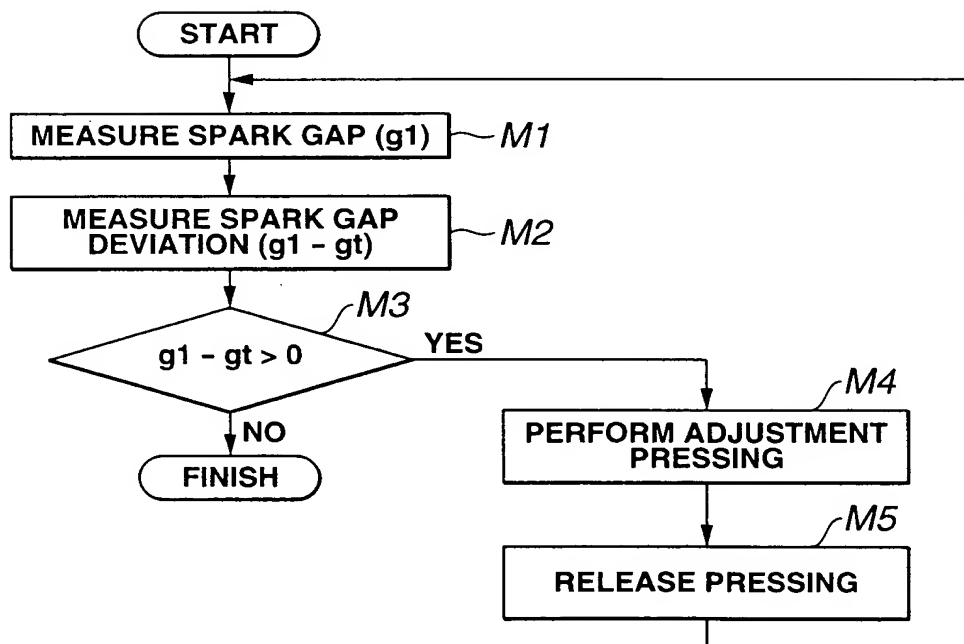 START
MEASURE SPARK GAP (g1)
M1
MEASURE SPARK GAP
DEVIATION (g1 – gt)
M2
M3
g1 – gt > 0
YES
NO
FINISH
M4
PERFORM ADJUSTMENT
PRESSING
M5
RELEASE PRESSING